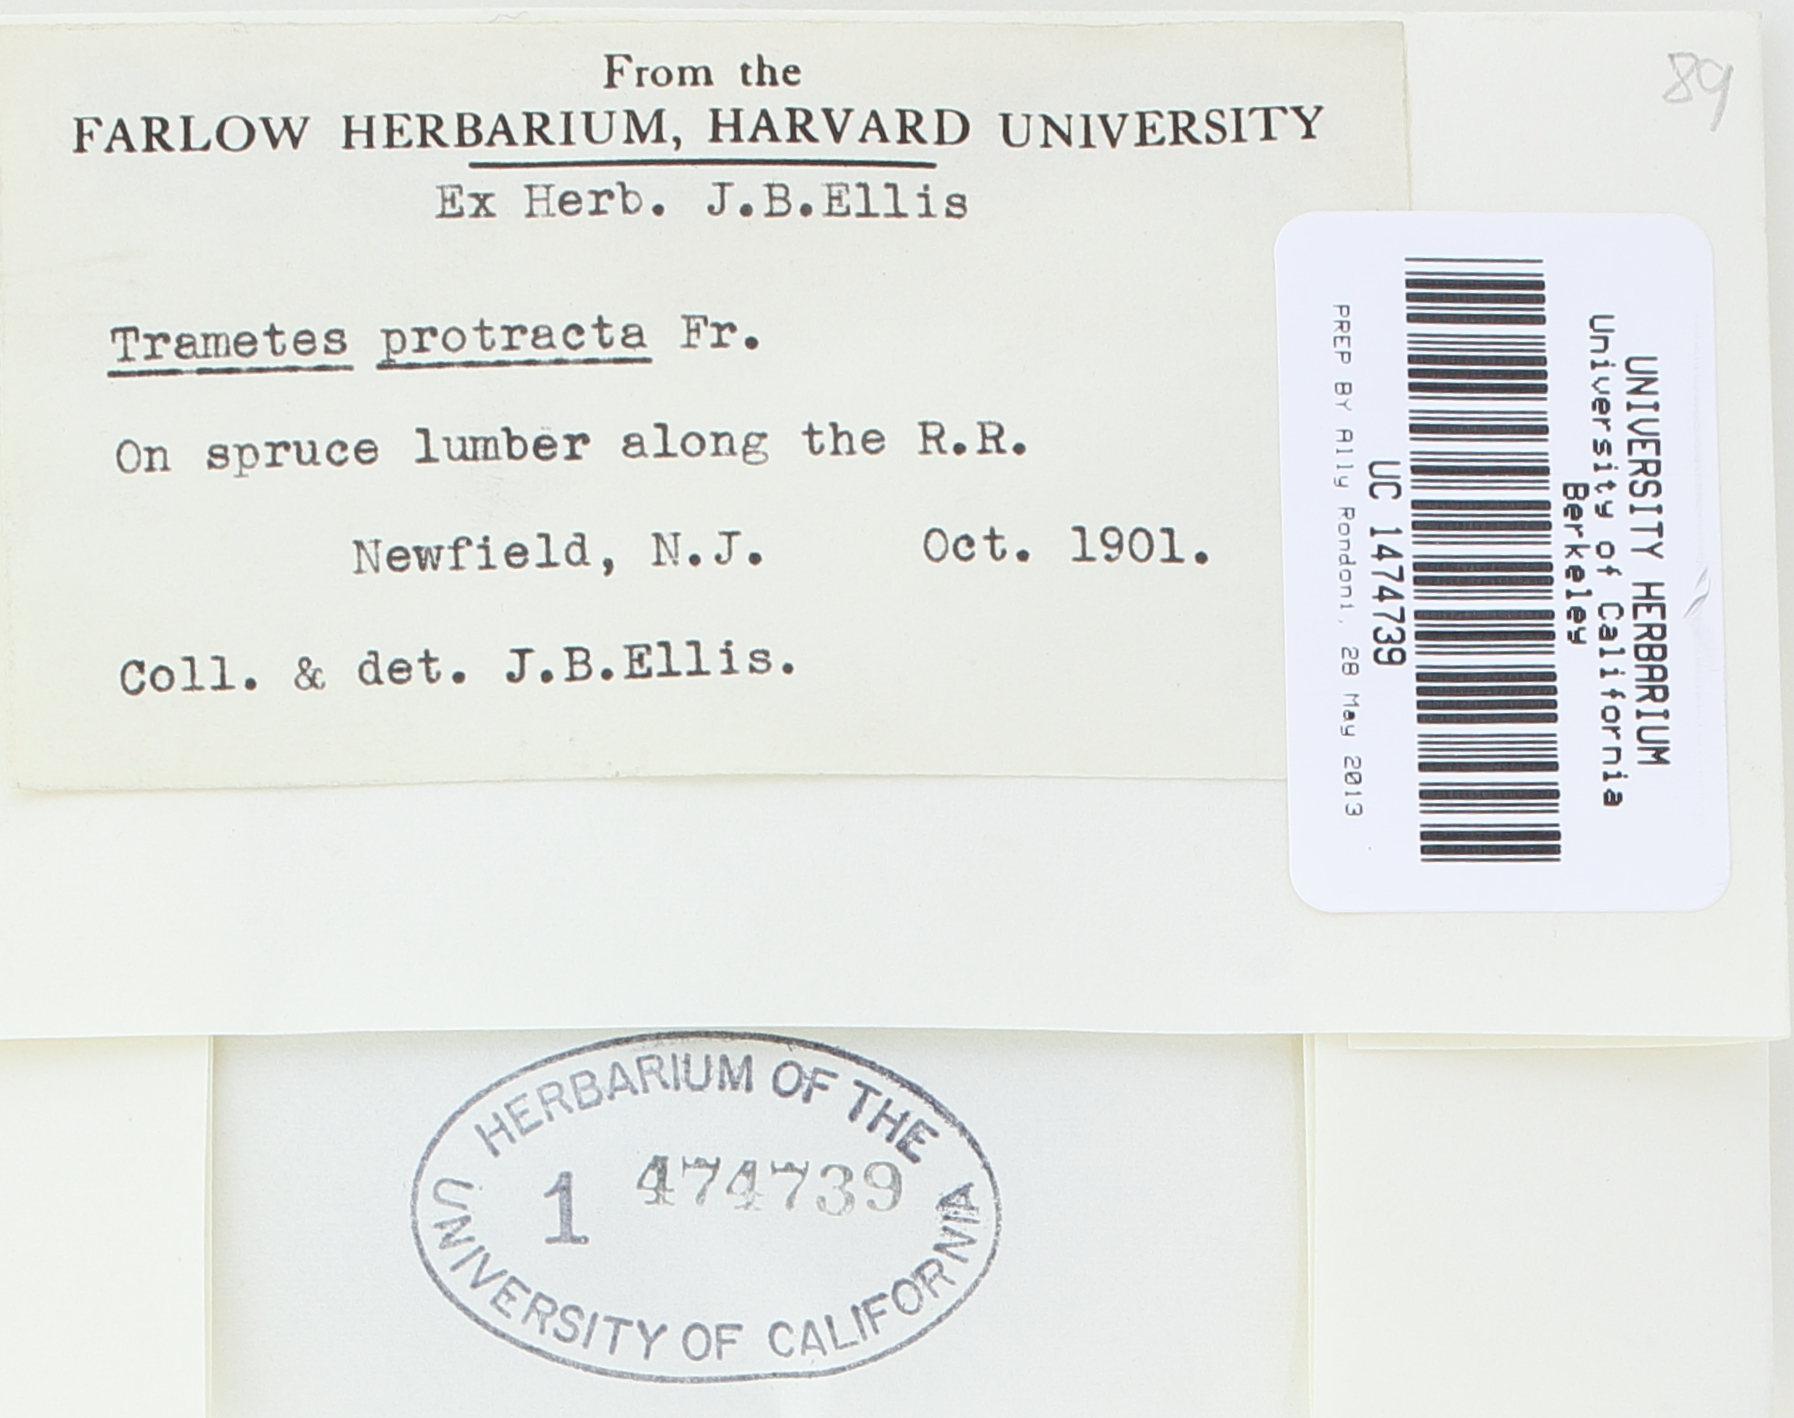 From the
FARLOW HERBARIUM, HARVARD UNIVERSITY
Ex Herb. J.B.Ellis
Trametes protracta Fr.
On spruce lumber along the R.R.
Newfield, N.J. Oct. 1901.
Coll. & det. J.B.Ellis.
89
UNIVERSITY HERBARIUM
University of California
Berkeley
UC 1474739
PREP BY Ally Rondoni, 28 May 2013
HERBARIUM OF THE
1 474739
UNIVERSITY OF CALIFORNIA